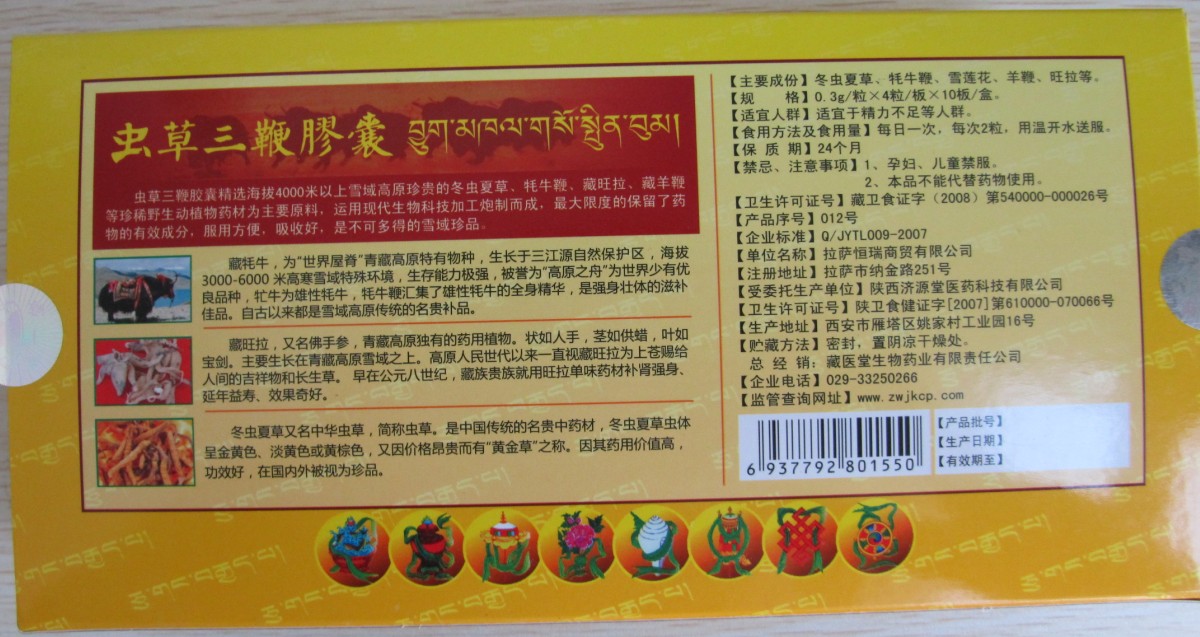 虫草三鞭膠囊 བྱུག་མཁལ་གསོ་སྤྲིན་བུམ།
虫草三鞭胶囊精选海拔4000米以上雪域高原珍贵的冬虫夏草、牦牛鞭、藏旺拉、藏羊鞭
等珍稀野生动植物药材为主要原料，运用现代生物科技加工炮制而成，最大限度的保留了药
物的有效成分，服用方便，吸收好，是不可多得的雪域珍品。
藏牦牛，为“世界屋脊”青藏高原特有物种，生长于三江源自然保护区，海拔
3000-6000 米高寒雪域特殊环境，生存能力极强，被誉为“高原之舟”为世界少有优
良品种，牤牛为雄性牦牛，牦牛鞭汇集了雄性牦牛的全身精华，是强身壮体的滋补
佳品。自古以来都是雪域高原传统的名贵补品。
藏旺拉，又名佛手参，青藏高原独有的药用植物。状如人手，茎如供蜡，叶如
宝剑。主要生长在青藏高原雪域之上。高原人民世代以来一直视藏旺拉为上苍赐给
人间的吉祥物和长生草。 早在公元八世纪，藏族贵族就用旺拉单味药材补肾强身、
延年益寿、效果奇好。
冬虫夏草又名中华虫草，简称虫草。是中国传统的名贵中药材，冬虫夏草虫体
呈金黄色、淡黄色或黄棕色，又因价格昂贵而有“黄金草”之称。因其药用价值高，
功效好，在国内外被视为珍品。
【主要成份】冬虫夏草、牦牛鞭、雪莲花、羊鞭、旺拉等。
【规 格】0.3g/粒×4粒/板×10板/盒。
【适宜人群】适宜于精力不足等人群。
【食用方法及食用量】每日一次，每次2粒，用温开水送服。
【保 质 期】24个月
【禁忌、注意事项】1、孕妇、儿童禁服。
2、本品不能代替药物使用。
【卫生许可证号】藏卫食证字（2008）第540000-000026号
【产品序号】012号
【企业标准】Q/JYTL009-2007
【单位名称】拉萨恒瑞商贸有限公司
【注册地址】拉萨市纳金路251号
【受委托生产单位】陕西济源堂医药科技有限公司
【卫生许可证号】陕卫食健证字[2007]第610000-070066号
【生产地址】西安市雁塔区姚家村工业园16号
【贮藏方法】密封，置阴凉干燥处。
总 经 销：藏医堂生物药业有限责任公司
【企业电话】029-33250266
【监管查询网址】www.zwjkcp.com
6 937792 801550
【产品批号】
【生产日期】
【有效期至】